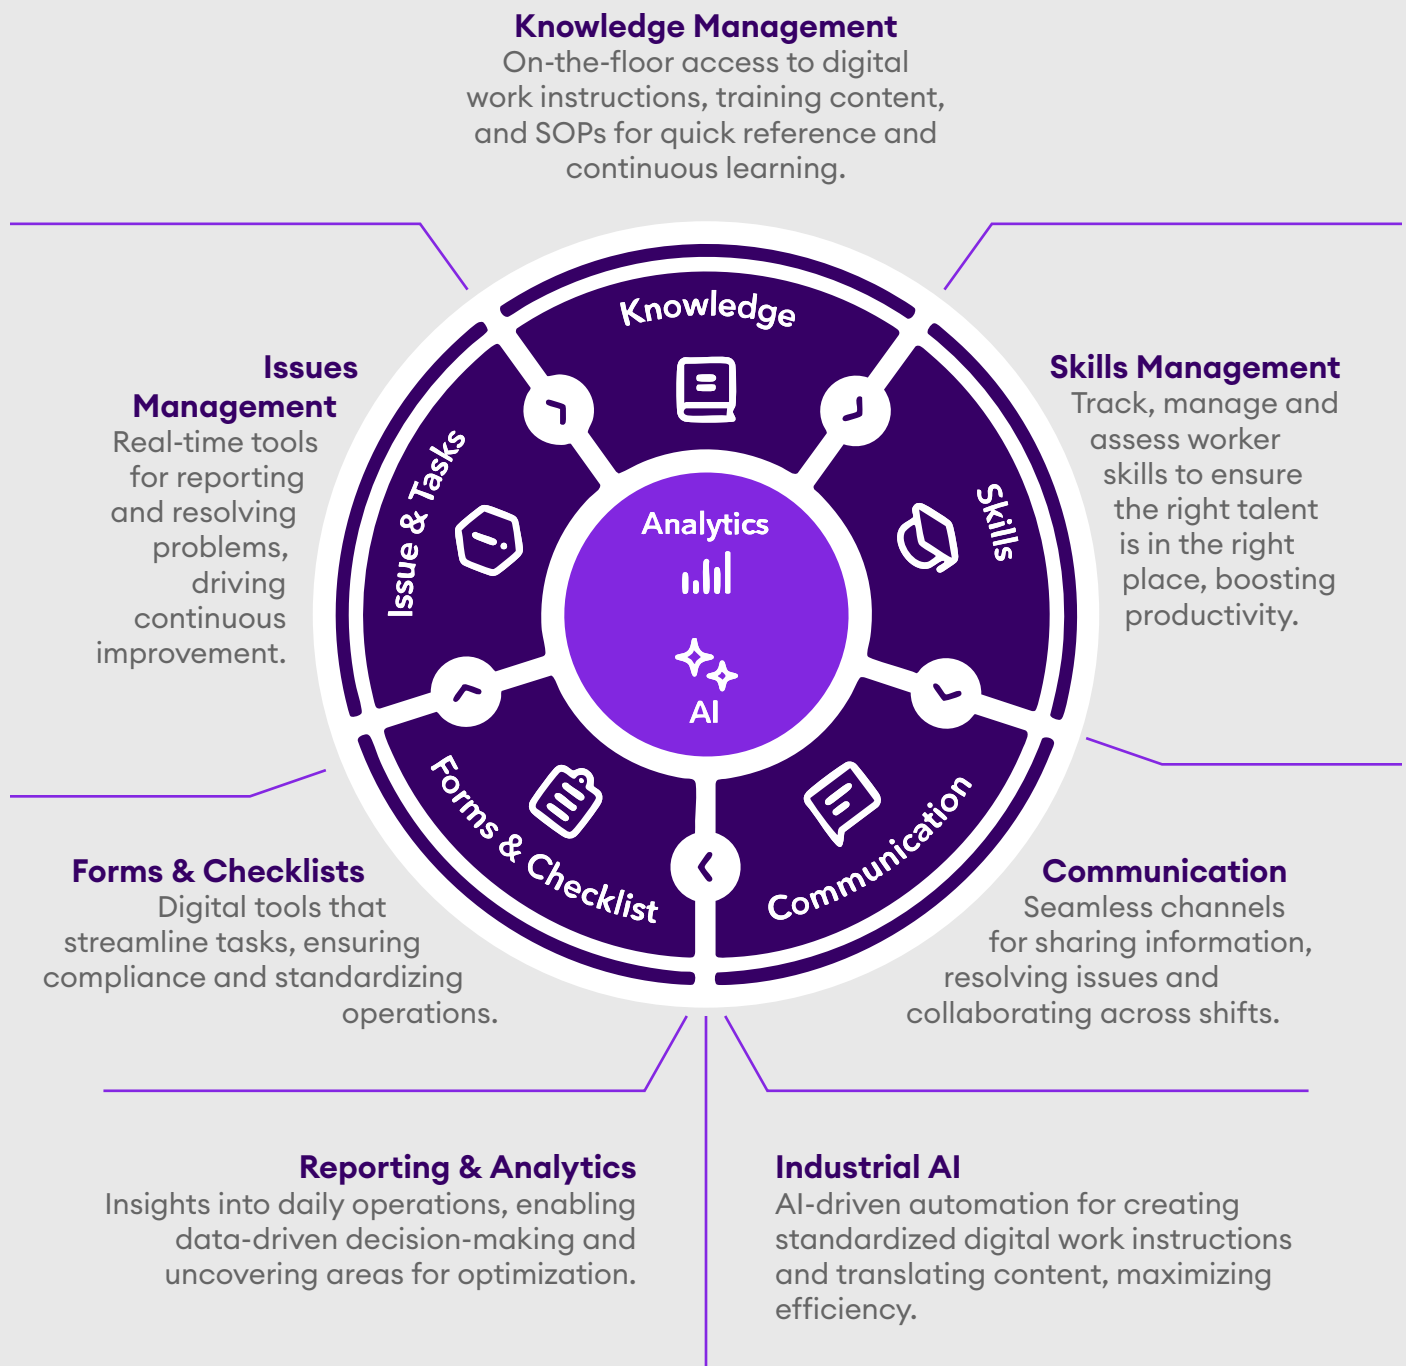 Knowledge Management
On-the-floor access to digital
work instructions, training content,
and SOPs for quick reference and
continuous learning.
Issues
Management
Real-time tools
for reporting
and resolving
problems,
driving
continuous
improvement.
Knowledge
Issue & Tasks
Skills
Analytics
AI
Forms & Checklist
Communication
Skills Management
Track, manage and
assess worker
skills to ensure
the right talent
is in the right
place, boosting
productivity.
Forms & Checklists
Digital tools that
streamline tasks, ensuring
compliance and standardizing
operations.
Communication
Seamless channels
for sharing information,
resolving issues and
collaborating across shifts.
Reporting & Analytics
Insights into daily operations, enabling
data-driven decision-making and
uncovering areas for optimization.
Industrial AI
AI-driven automation for creating
standardized digital work instructions
and translating content, maximizing
efficiency.